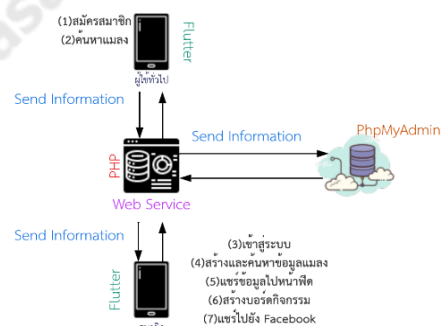 (1)สมัครสมาชิก
(2)ค้นหาแมลง
Flutter
ผู้ใช้ทั่วไป
Send Information
PHP
Send Information
PhpMyAdmin
Web Service
Send Information
Flutter
(3)เข้าสู่ระบบ
(4)สร้างและค้นหาข้อมูลแมลง
(5)แชร์ข้อมูลไปหน้าฟีด
(6)สร้างบอร์ดกิจกรรม
(7)แชร์ไปยัง Facebook